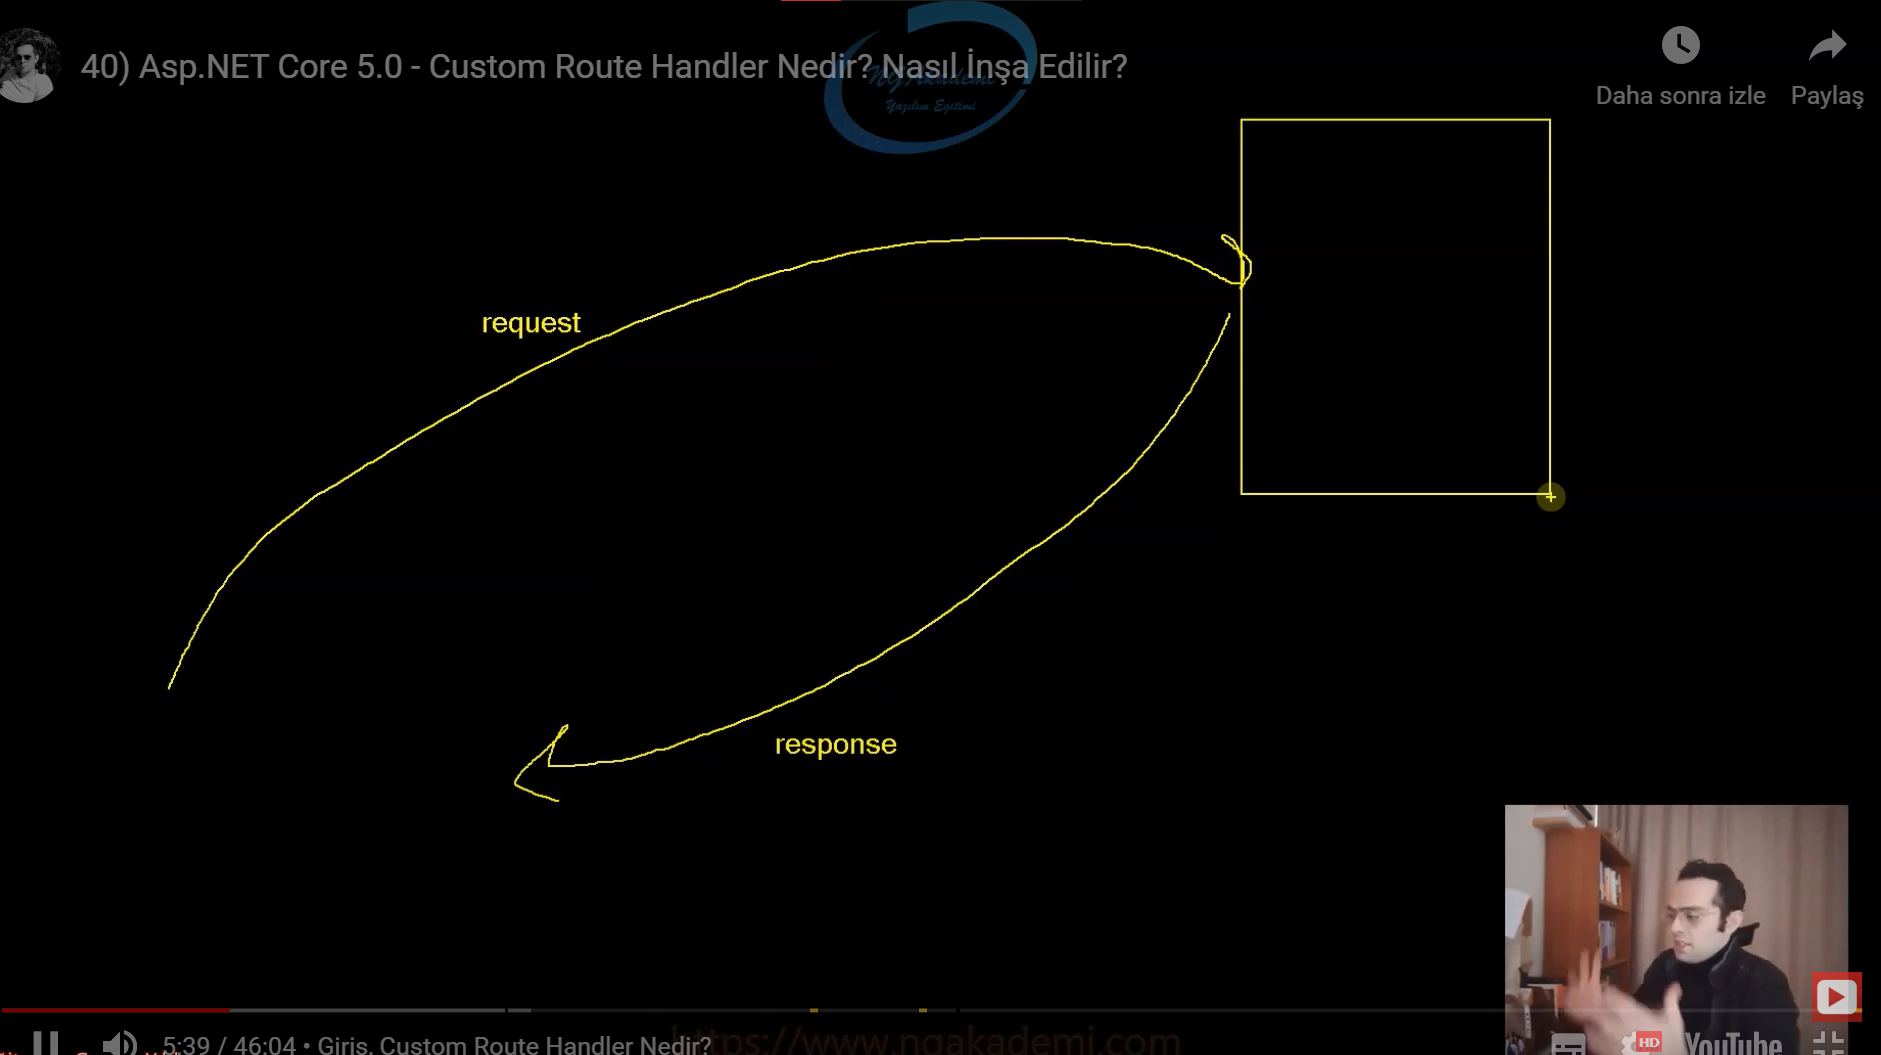 40) Asp.NET Core 5.0 - Custom Route Handler Nedir? Nasıl İnşa Edilir?
NGAkademi
Yazılım Eğitimi
Daha sonra izle
Paylaş
request
response
https://www.ngakademi.com
5:39 / 46:04 • Giriş, Custom Route Handler Nedir?
HD
YouTube